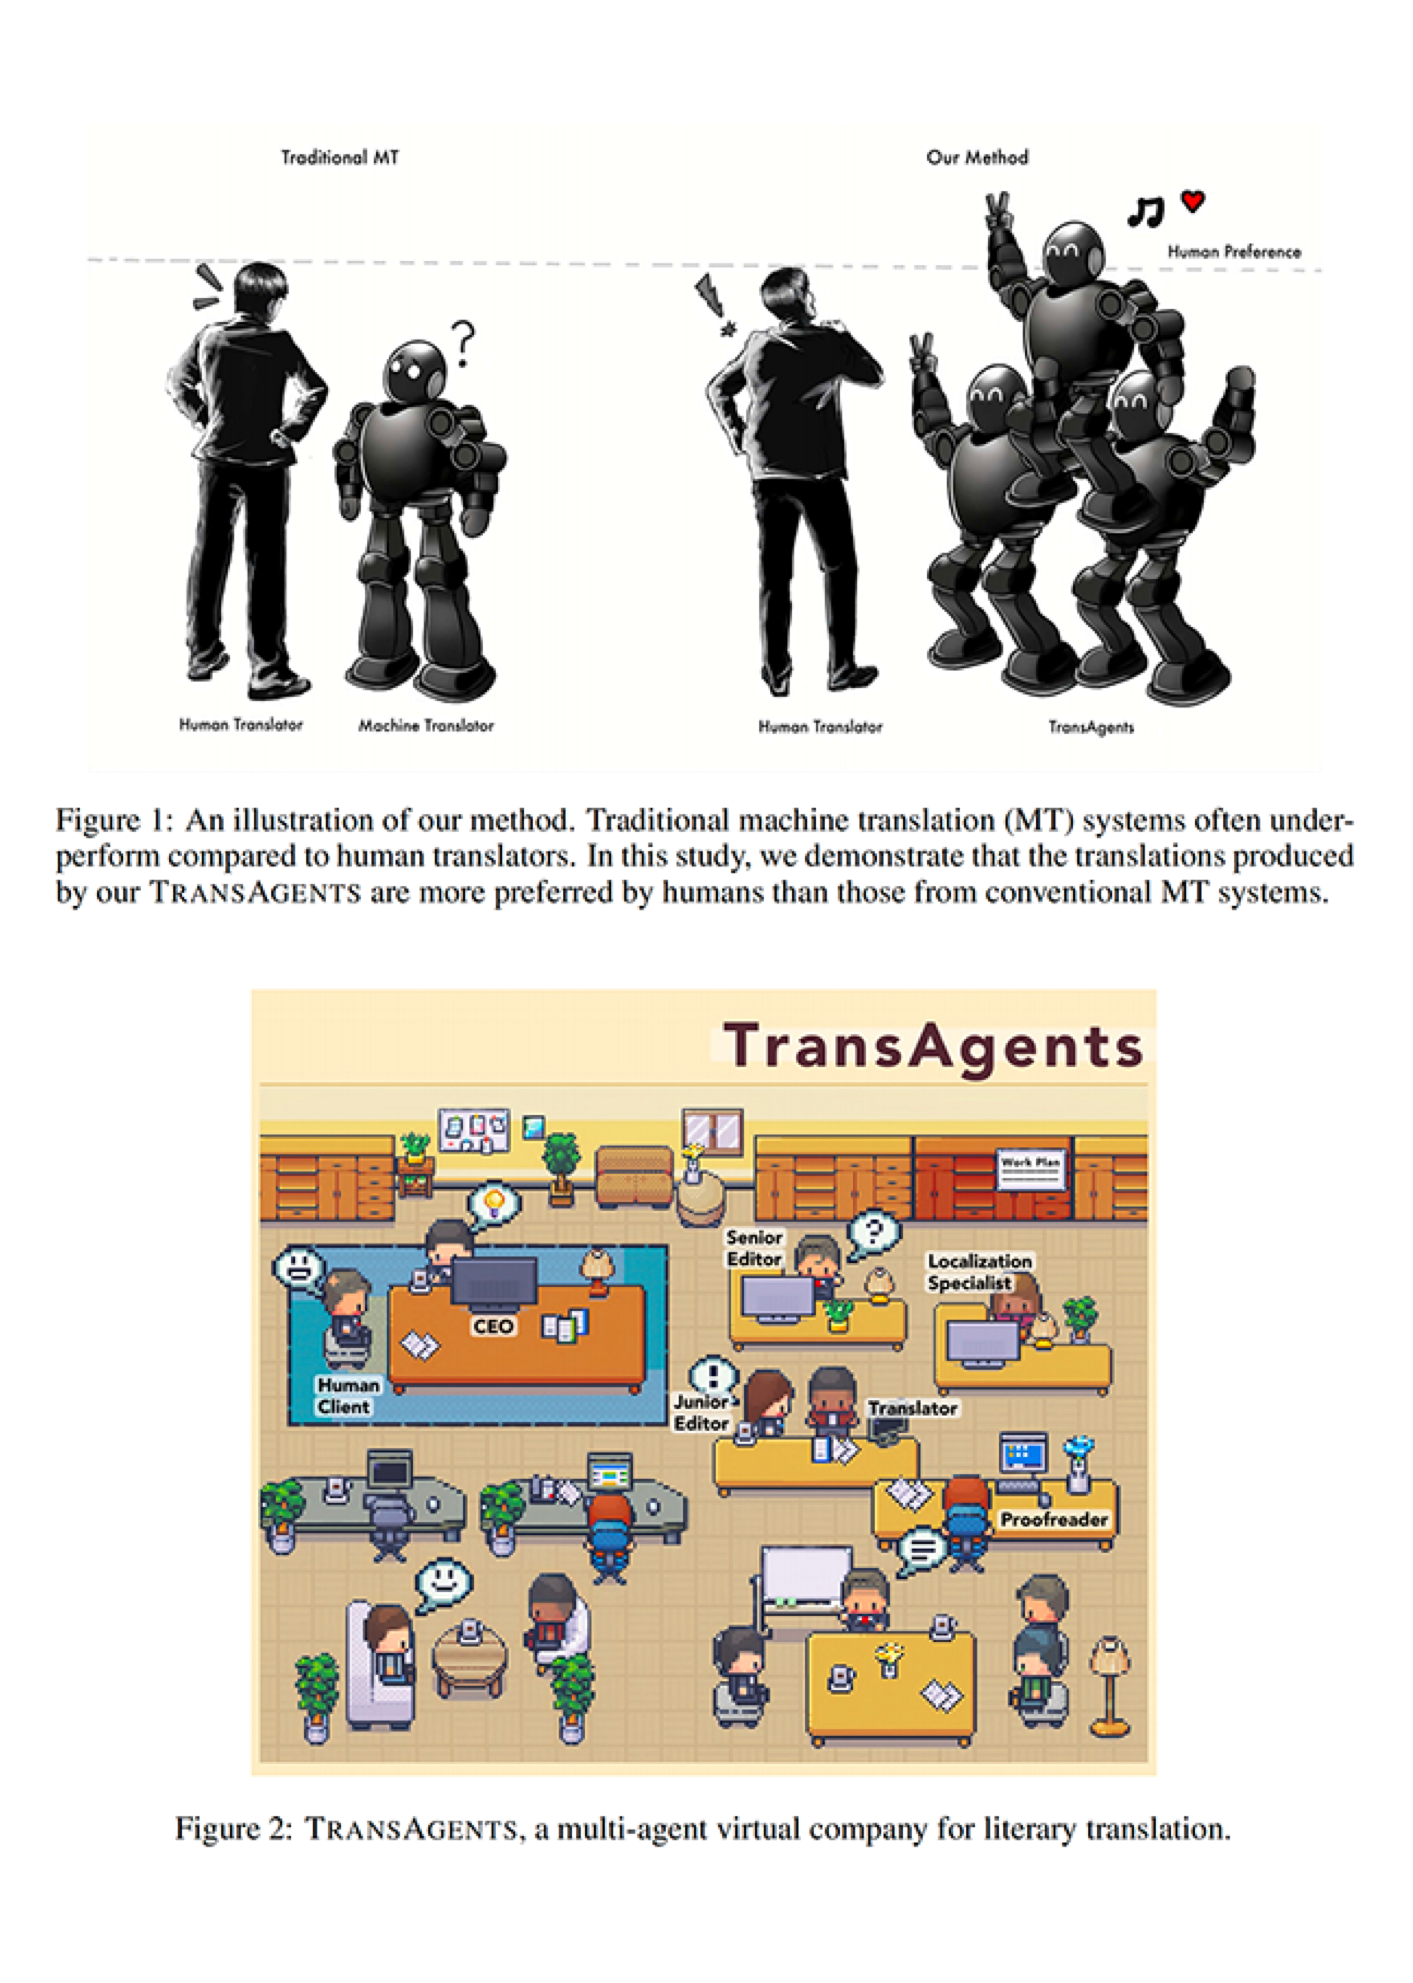 Traditional MT
Our Method
Human Preference
?
Human Translator
Machine Translator
Human Translator
TransAgents
Figure 1: An illustration of our method. Traditional machine translation (MT) systems often under-
perform compared to human translators. In this study, we demonstrate that the translations produced
by our TRANSAGENTS are more preferred by humans than those from conventional MT systems.
TransAgents
Work Plan
Senior
Editor
?
Localization
Specialist
CEO
Human
Client
!
Junior
Editor
Translator
Proofreader
Figure 2: TRANSAGENTS, a multi-agent virtual company for literary translation.